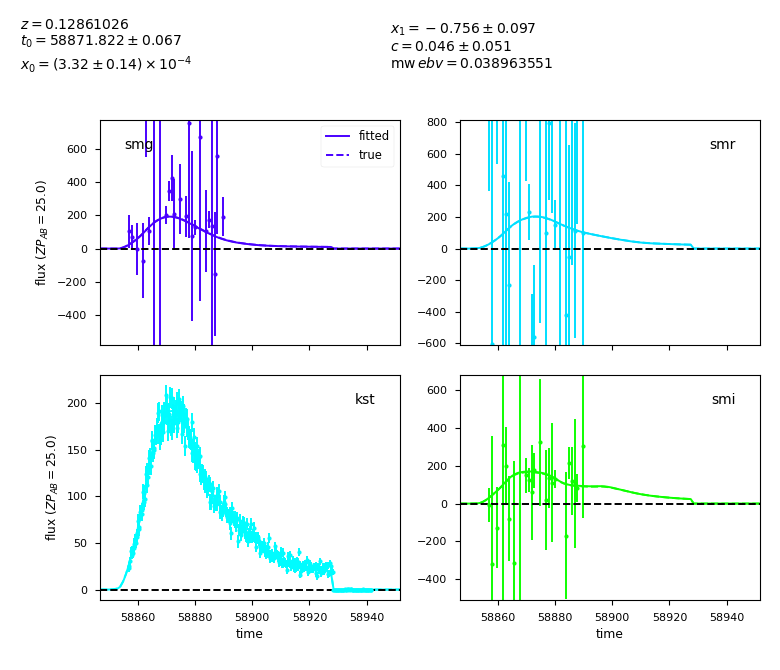 z = 0.12861026
t₀ = 58871.822 ± 0.067
x₀ = (3.32 ± 0.14) × 10⁻⁴
x₁ = −0.756 ± 0.097
c = 0.046 ± 0.051
mw ebv = 0.038963551
smg
fitted
true
600
400
200
0
−200
−400
flux (ZP_AB = 25.0)
smr
800
600
400
200
0
−200
−400
−600
kst
200
150
100
50
0
flux (ZP_AB = 25.0)
58860 58880 58900 58920 58940
time
smi
600
400
200
0
−200
−400
58860 58880 58900 58920 58940
time